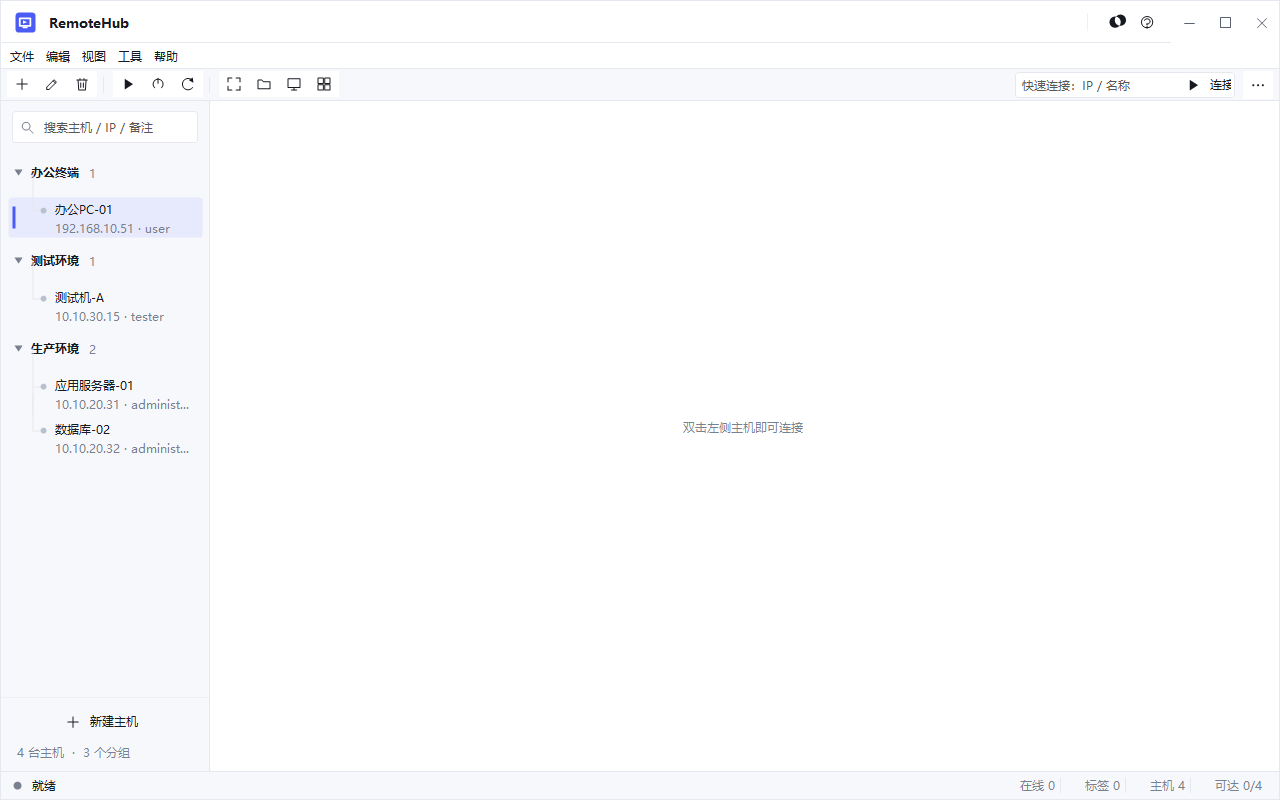 RemoteHub
文件 编辑 视图 工具 帮助
快速连接：IP / 名称 连接
搜索主机 / IP / 备注
办公终端 1
办公PC-01
192.168.10.51 · user
测试环境 1
测试机-A
10.10.30.15 · tester
生产环境 2
应用服务器-01
10.10.20.31 · administ...
数据库-02
10.10.20.32 · administ...
双击左侧主机即可连接
新建主机
4 台主机 · 3 个分组
就绪 在线 0 标签 0 主机 4 可达 0/4